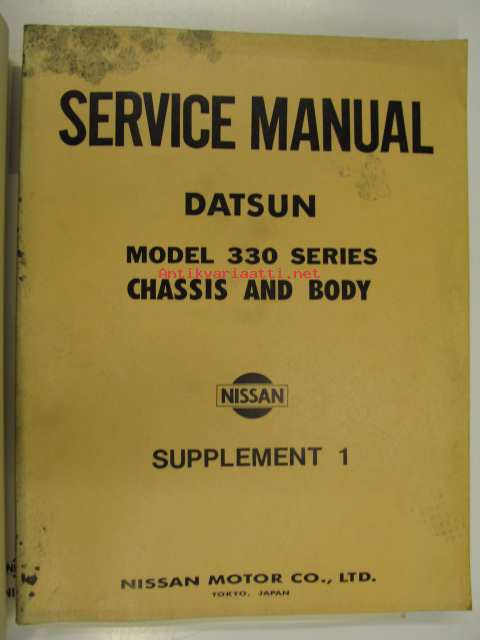 SERVICE MANUAL
DATSUN
MODEL 330 SERIES
Antikvariaatti.net
CHASSIS AND BODY
NISSAN
SUPPLEMENT 1
NISSAN MOTOR CO., LTD.
TOKYO, JAPAN